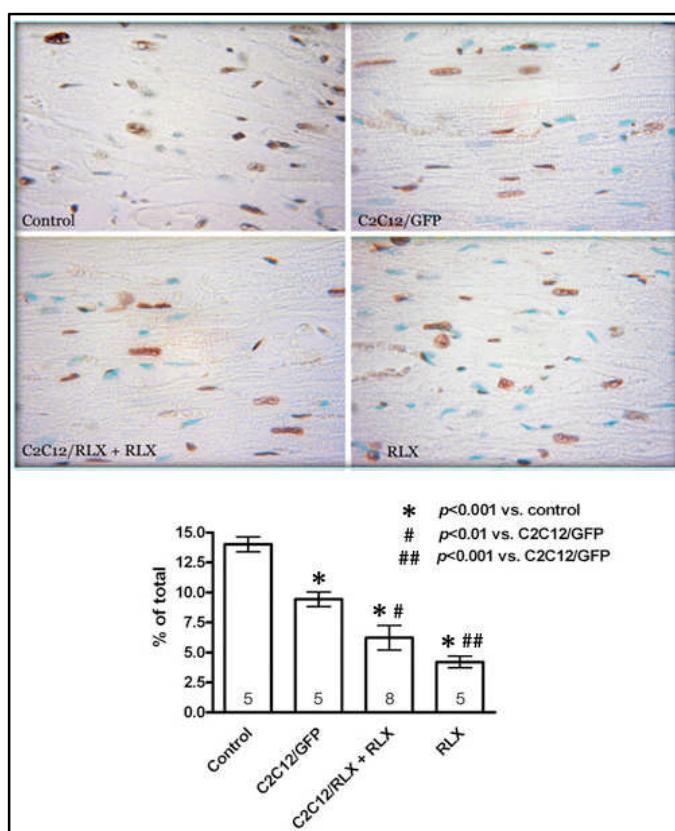 Control
C2C12/GFP
C2C12/RLX + RLX
RLX
* p<0.001 vs. control
# p<0.01 vs. C2C12/GFP
## p<0.001 vs. C2C12/GFP
% of total
15.0
12.5
10.0
7.5
5.0
2.5
0.0
*
* #
* ##
5
5
8
5
Control
C2C12/GFP
C2C12/RLX + RLX
RLX